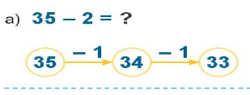 a) 35 – 2 = ?
– 1 – 1
35 34 33